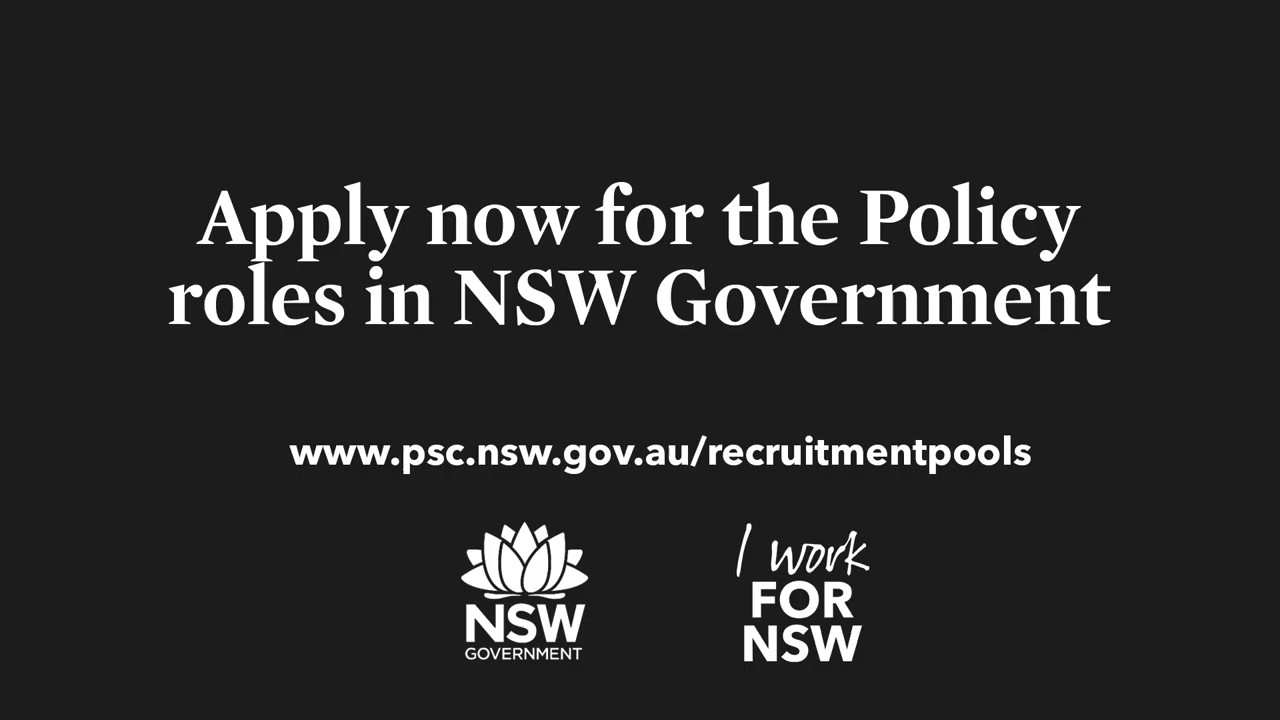 Apply now for the Policy
roles in NSW Government
www.psc.nsw.gov.au/recruitmentpools
NSW
GOVERNMENT
I work
FOR
NSW